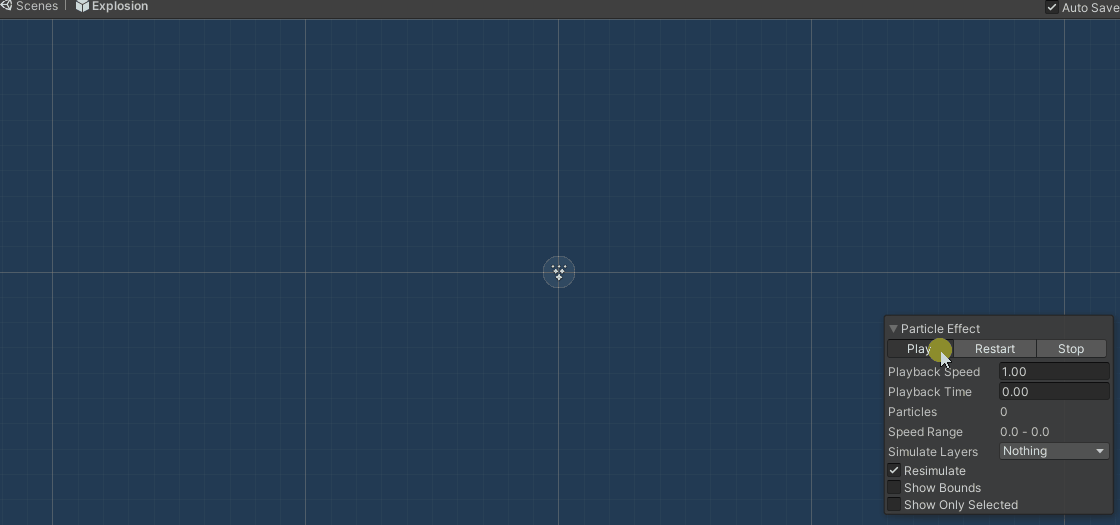 Scenes | Explosion
Auto Save
Particle Effect
Play Restart Stop
Playback Speed 1.00
Playback Time 0.00
Particles 0
Speed Range 0.0 - 0.0
Simulate Layers Nothing
Resimulate
Show Bounds
Show Only Selected